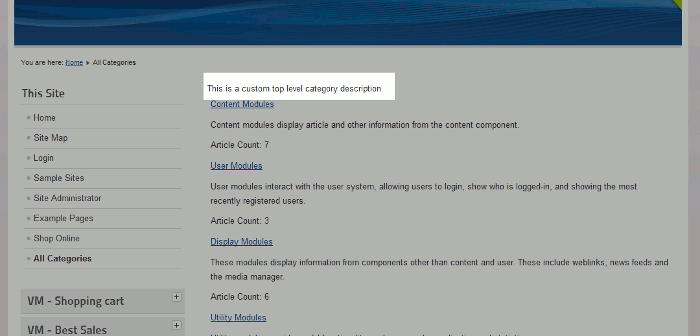 You are here: Home ▸ All Categories
This Site
Home
Site Map
Login
Sample Sites
Site Administrator
Example Pages
Shop Online
All Categories
VM - Shopping cart
VM - Best Sales
This is a custom top level category description.
Content Modules
Content modules display article and other information from the content component.
Article Count: 7
User Modules
User modules interact with the user system, allowing users to login, show who is logged-in, and showing the most
recently registered users.
Article Count: 3
Display Modules
These modules display information from components other than content and user. These include weblinks, news feeds and
the media manager.
Article Count: 6
Utility Modules